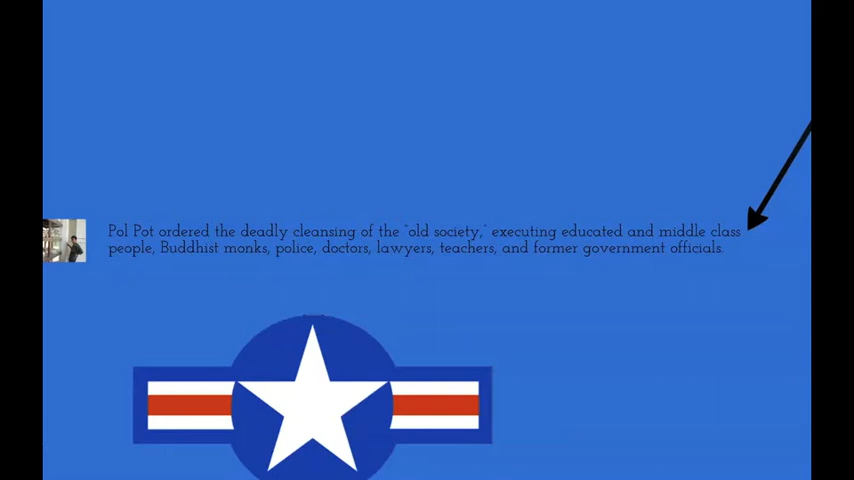 Pol Pot ordered the deadly cleansing of the "old society," executing educated and middle class
people, Buddhist monks, police, doctors, lawyers, teachers, and former government officials.